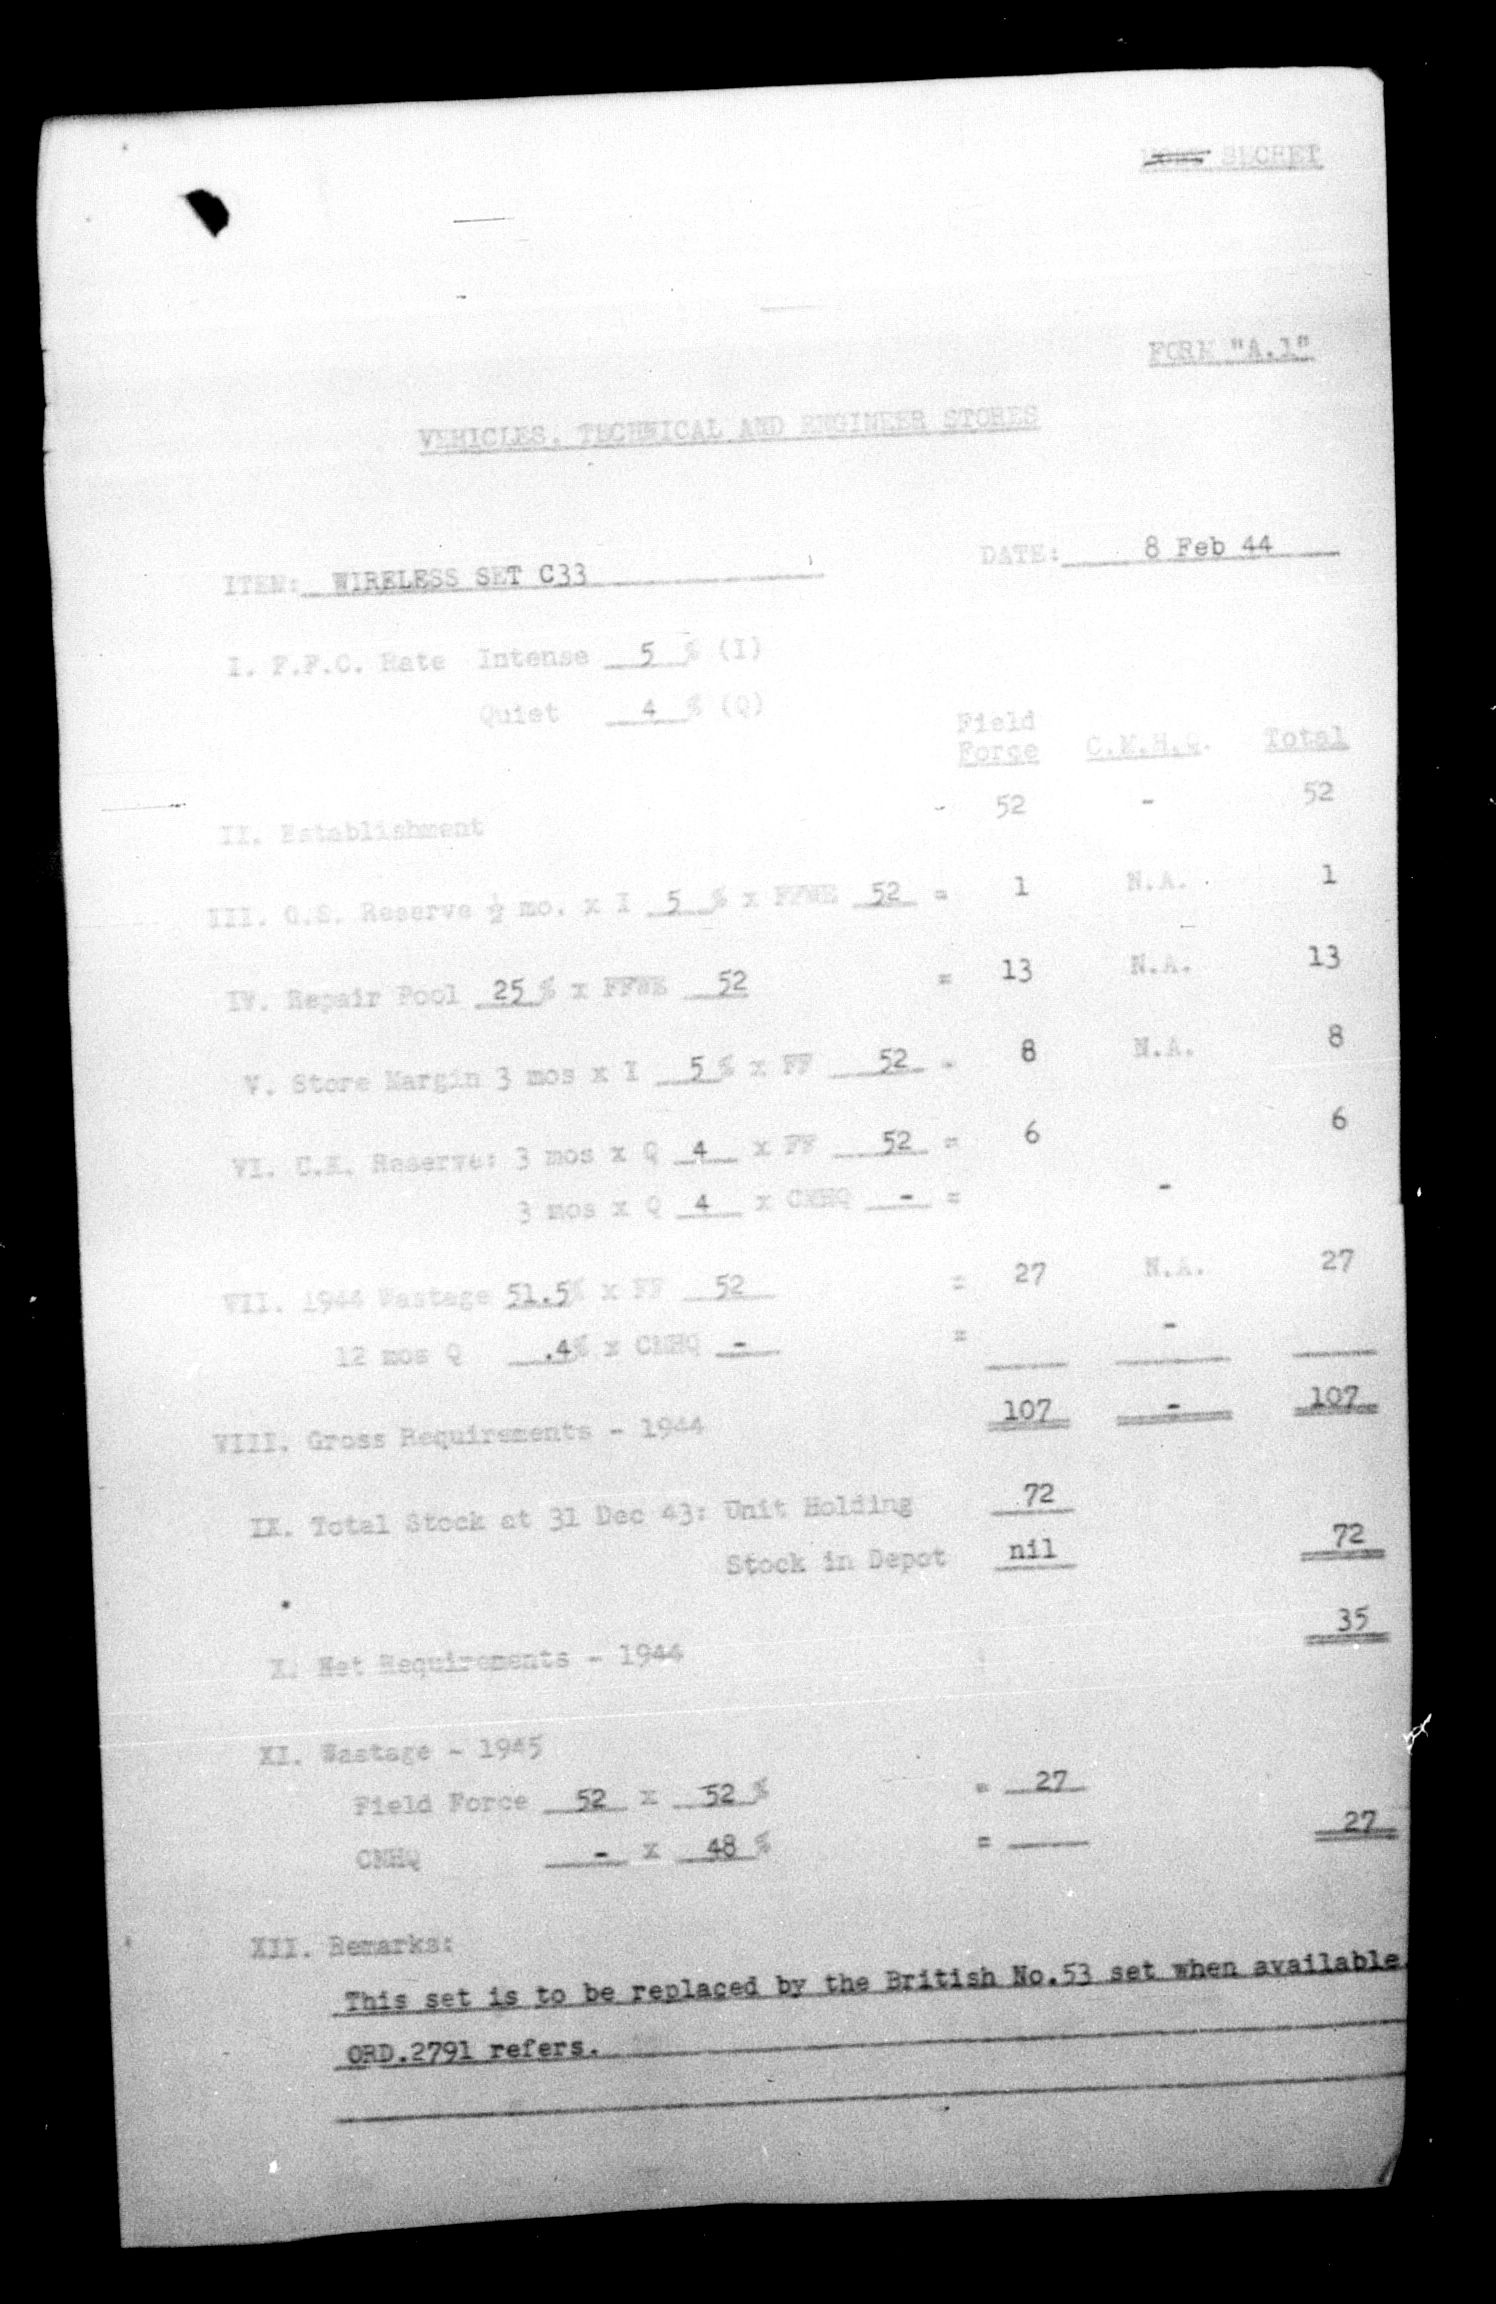 MOST SECRET
FORM "A.1"
VEHICLES, TECHNICAL AND ENGINEER STORES
DATE: 8 Feb 44
ITEM: WIRELESS SET C33
I. F.F.C. Rate Intense 5 % (I)
Quiet 4 % (Q)
Field Force C.M.H.Q. Total
II. Establishment - 52 - 52
III. G.S. Reserve ½ mo. x I 5 % x FFWE 52 = 1 N.A. 1
IV. Repair Pool 25 % x FFWE 52 = 13 N.A. 13
V. Store Margin 3 mos x I 5 % x FF 52 = 8 N.A. 8
VI. C.K. Reserve: 3 mos x Q 4 x FF 52 = 6 6
3 mos x Q 4 x CMHQ - = -
VII. 1944 Wastage 51.5% x FF 52 = 27 N.A. 27
12 mos Q .4% x CMHQ - = -
VIII. Gross Requirements - 1944 107 - 107
IX. Total Stock at 31 Dec 43: Unit Holding 72
Stock in Depot nil 72
X. Net Requirements - 1944 35
XI. Wastage - 1945
Field Force 52 x 52 % = 27
CMHQ - x 48 % = 27
XII. Remarks:
This set is to be replaced by the British No.53 set when available.
ORD.2791 refers.